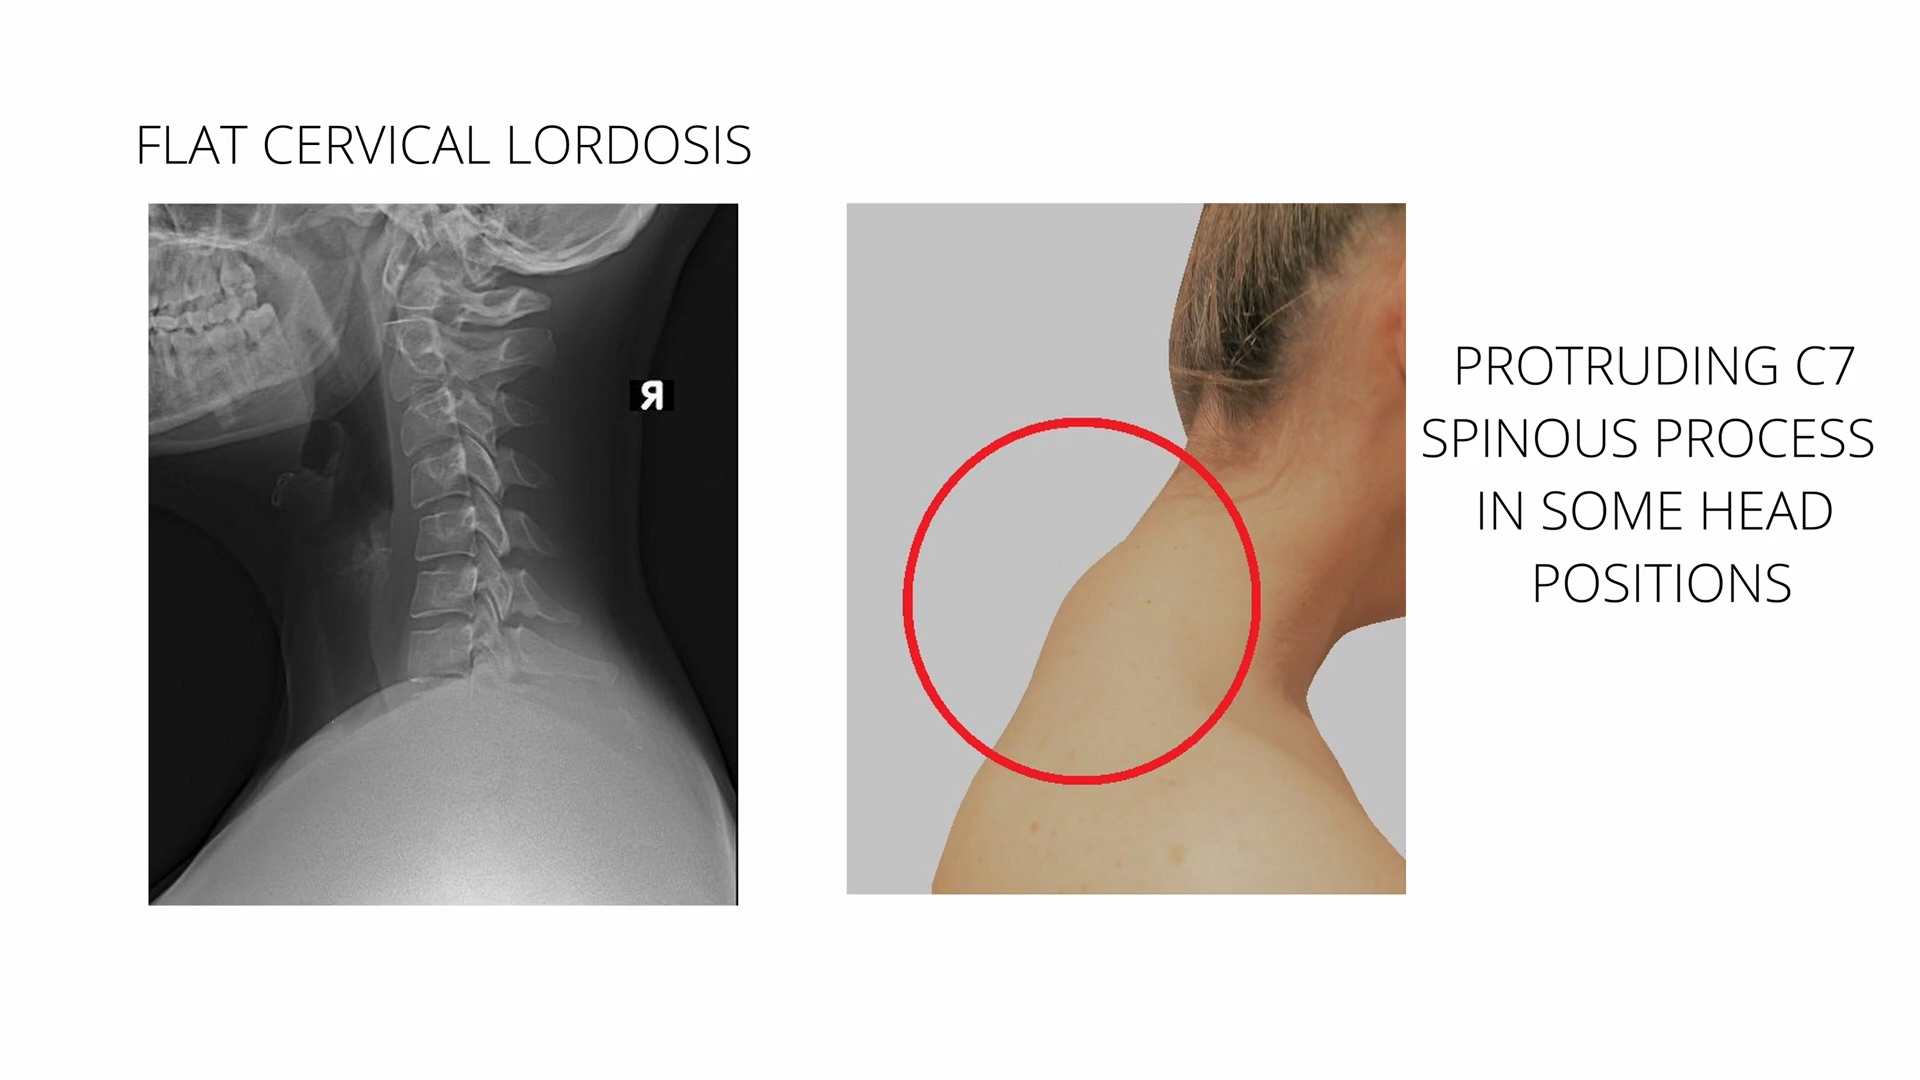 FLAT CERVICAL LORDOSIS
R
PROTRUDING C7
SPINOUS PROCESS
IN SOME HEAD
POSITIONS